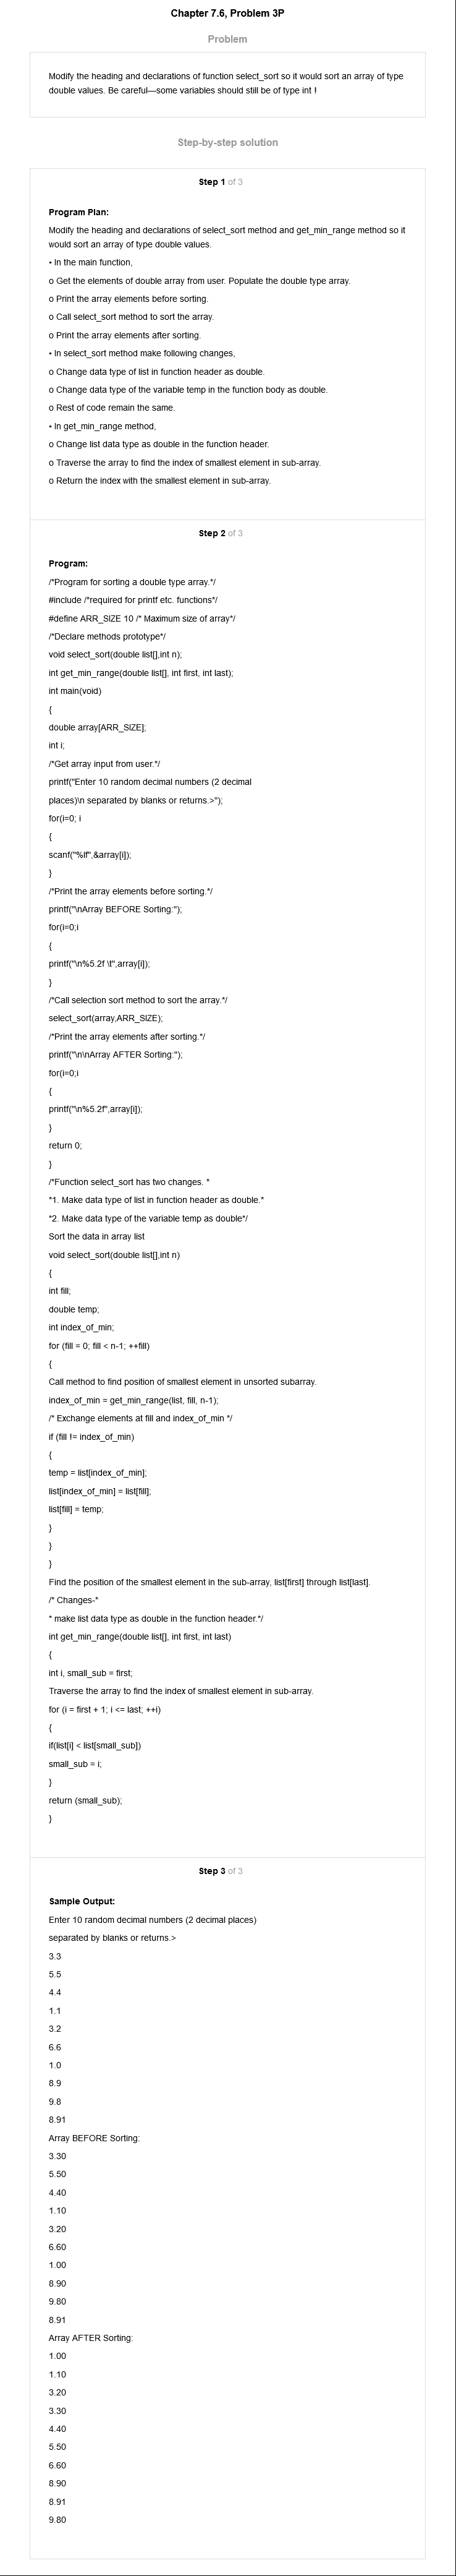 Chapter 7.6, Problem 3P
Problem
Modify the heading and declarations of function select_sort so it would sort an array of type
double values. Be careful—some variables should still be of type int !
Step-by-step solution
Step 1 of 3
Program Plan:
Modify the heading and declarations of select_sort method and get_min_range method so it
would sort an array of type double values.
• In the main function,
o Get the elements of double array from user. Populate the double type array.
o Print the array elements before sorting.
o Call select_sort method to sort the array.
o Print the array elements after sorting.
• In select_sort method make following changes,
o Change data type of list in function header as double.
o Change data type of the variable temp in the function body as double.
o Rest of code remain the same.
• In get_min_range method,
o Change list data type as double in the function header.
o Traverse the array to find the index of smallest element in sub-array.
o Return the index with the smallest element in sub-array.
Step 2 of 3
Program:
/*Program for sorting a double type array.*/
#include /*required for printf etc. functions*/
#define ARR_SIZE 10 /* Maximum size of array*/
/*Declare methods prototype*/
void select_sort(double list[],int n);
int get_min_range(double list[], int first, int last);
int main(void)
{
double array[ARR_SIZE];
int i;
/*Get array input from user.*/
printf("Enter 10 random decimal numbers (2 decimal
places)\n separated by blanks or returns.>");
for(i=0; i
{
scanf("%lf",&array[i]);
}
/*Print the array elements before sorting.*/
printf("\nArray BEFORE Sorting:");
for(i=0;i
{
printf("\n%5.2f \t",array[i]);
}
/*Call selection sort method to sort the array.*/
select_sort(array,ARR_SIZE);
/*Print the array elements after sorting.*/
printf("\n\nArray AFTER Sorting:");
for(i=0;i
{
printf("\n%5.2f",array[i]);
}
return 0;
}
/*Function select_sort has two changes. *
*1. Make data type of list in function header as double.*
*2. Make data type of the variable temp as double*/
Sort the data in array list
void select_sort(double list[],int n)
{
int fill;
double temp;
int index_of_min;
for (fill = 0; fill < n-1; ++fill)
{
Call method to find position of smallest element in unsorted subarray.
index_of_min = get_min_range(list, fill, n-1);
/* Exchange elements at fill and index_of_min */
if (fill != index_of_min)
{
temp = list[index_of_min];
list[index_of_min] = list[fill];
list[fill] = temp;
}
}
}
Find the position of the smallest element in the sub-array, list[first] through list[last].
/* Changes-*
* make list data type as double in the function header.*/
int get_min_range(double list[], int first, int last)
{
int i, small_sub = first;
Traverse the array to find the index of smallest element in sub-array.
for (i = first + 1; i <= last; ++i)
{
if(list[i] < list[small_sub])
small_sub = i;
}
return (small_sub);
}
Step 3 of 3
Sample Output:
Enter 10 random decimal numbers (2 decimal places)
separated by blanks or returns.>
3.3
5.5
4.4
1.1
3.2
6.6
1.0
8.9
9.8
8.91
Array BEFORE Sorting:
3.30
5.50
4.40
1.10
3.20
6.60
1.00
8.90
9.80
8.91
Array AFTER Sorting:
1.00
1.10
3.20
3.30
4.40
5.50
6.60
8.90
8.91
9.80